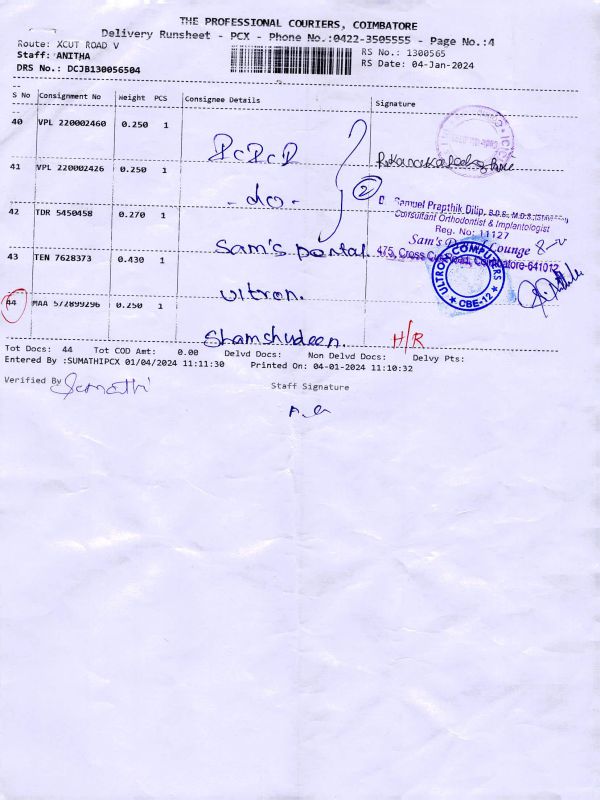 THE PROFESSIONAL COURIERS, COIMBATORE
Delivery Runsheet - PCX - Phone No.:0422-3505555 - Page No.:4
Route: XCUT ROAD V
RS No.: 1300565
Staff: ANITHA
RS Date: 04-Jan-2024
DRS No.: DCJB130056504
S No Consignment No Weight PCS Consignee Details Signature
40 VPL 220002460 0.250 1
41 VPL 220002426 0.250 1
- do -
2
42 TDR 5450458 0.270 1
Samuel Prapthik Dilip, B.D.S., M.D.S.
Consultant Orthodontist & Implantologist
Reg. No: 11127
Sam's Lounge
Sam's Dental
43 TEN 7628373 0.430 1
475, Cross Cut Road, Coimbatore-641012
ULTRON COMPUTERS
★ CBE-12 ★
Ultron.
44 MAA 572899296 0.250 1
Shamshudeen. H/R
Tot Docs: 44 Tot COD Amt: 0.00 Delvd Docs: Non Delvd Docs: Delvy Pts:
Entered By :SUMATHIPCX 01/04/2024 11:11:30 Printed On: 04-01-2024 11:10:32
Verified By Sumathi
Staff Signature